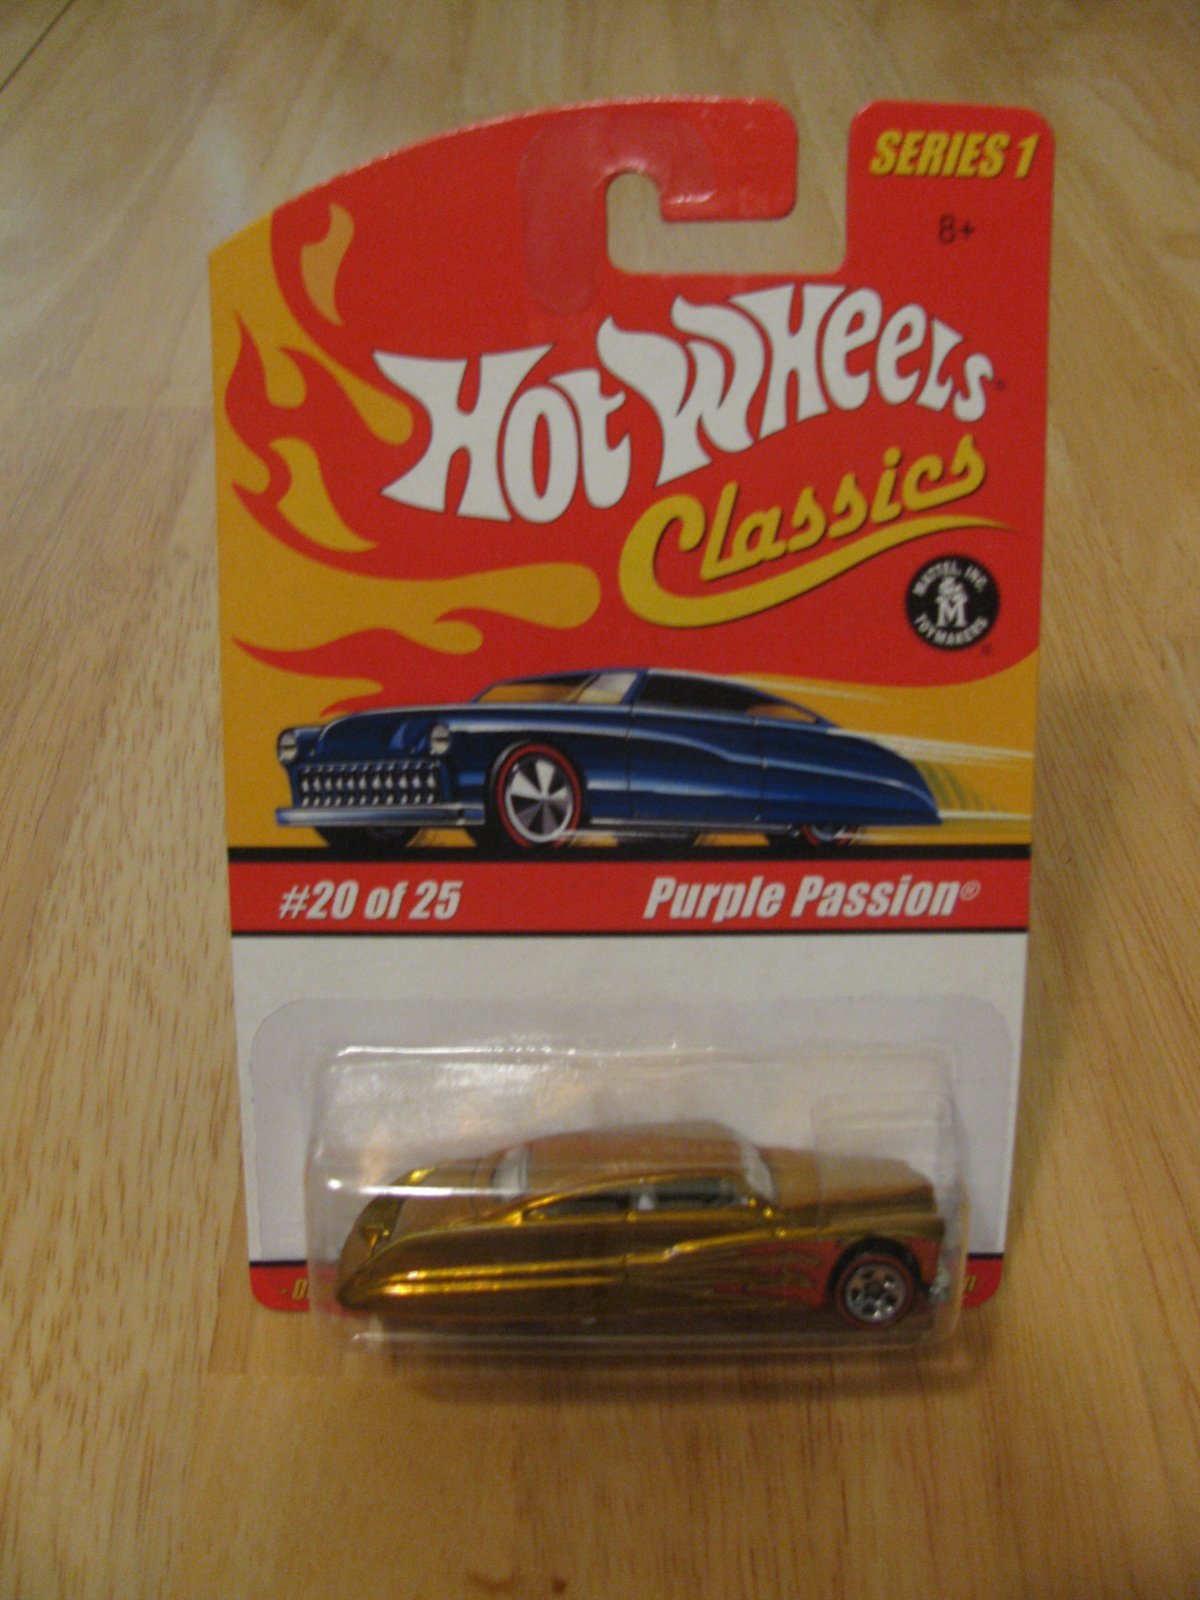 SERIES 1
8+
Hot Wheels
Classics
MATTEL, INC.
M
TOYMAKERS
#20 of 25
Purple Passion®